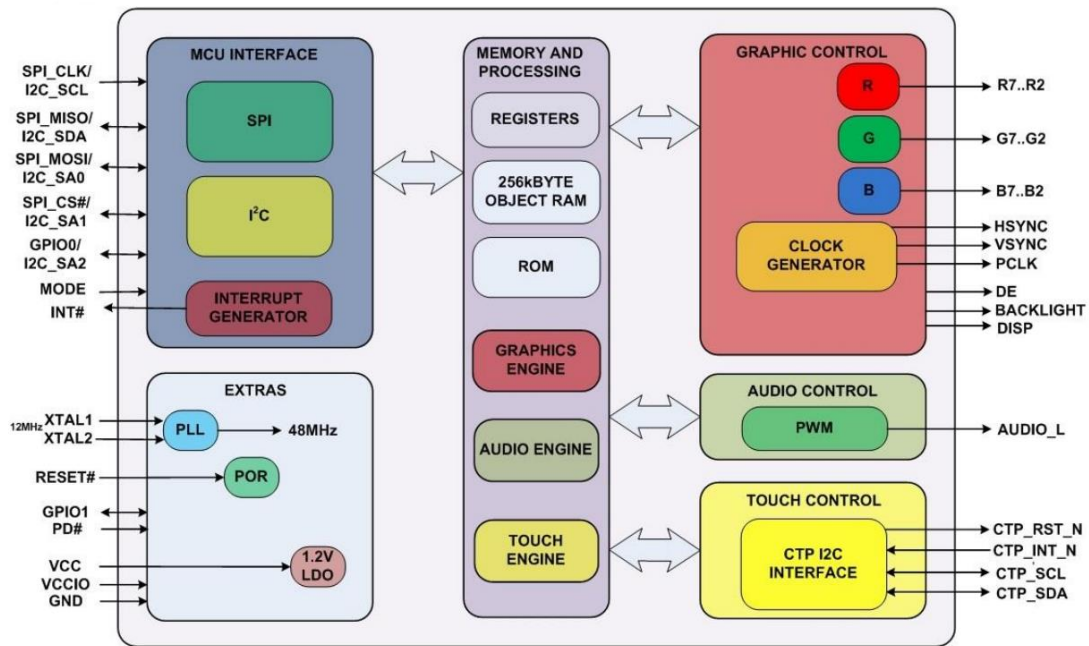 MCU INTERFACE
SPI_CLK/
I2C_SCL
SPI_MISO/
I2C_SDA
SPI_MOSI/
I2C_SA0
SPI_CS#/
I2C_SA1
GPIO0/
I2C_SA2
MODE
INT#
SPI
I²C
INTERRUPT
GENERATOR
EXTRAS
12MHz XTAL1
XTAL2
PLL
48MHz
RESET#
POR
GPIO1
PD#
VCC
VCCIO
GND
1.2V
LDO
MEMORY AND
PROCESSING
REGISTERS
256kBYTE
OBJECT RAM
ROM
GRAPHICS
ENGINE
AUDIO ENGINE
TOUCH
ENGINE
GRAPHIC CONTROL
R
R7..R2
G
G7..G2
B
B7..B2
CLOCK
GENERATOR
HSYNC
VSYNC
PCLK
DE
BACKLIGHT
DISP
AUDIO CONTROL
PWM
AUDIO_L
TOUCH CONTROL
CTP I2C
INTERFACE
CTP_RST_N
CTP_INT_N
CTP_SCL
CTP_SDA